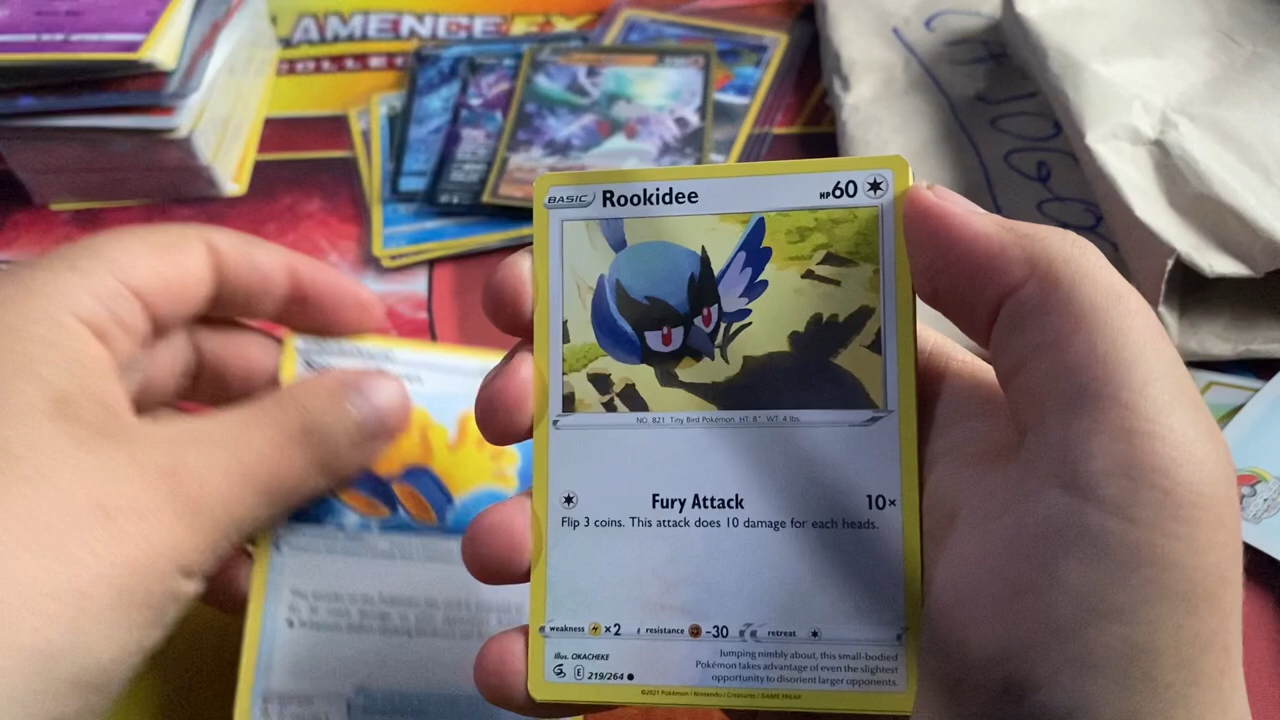 LAMENCE EX
COLLE
BASIC Rookidee HP 60
NO. 821 Tiny Bird Pokémon HT: 8" WT: 4 lbs.
Fury Attack 10×
Flip 3 coins. This attack does 10 damage for each heads.
weakness ×2 resistance -30 retreat
Jumping nimbly about, this small-bodied
Pokémon takes advantage of even the slightest
opportunity to disorient larger opponents.
Illus. OKACHEKE
E 219/264
©2021 Pokémon / Nintendo / Creatures / GAME FREAK